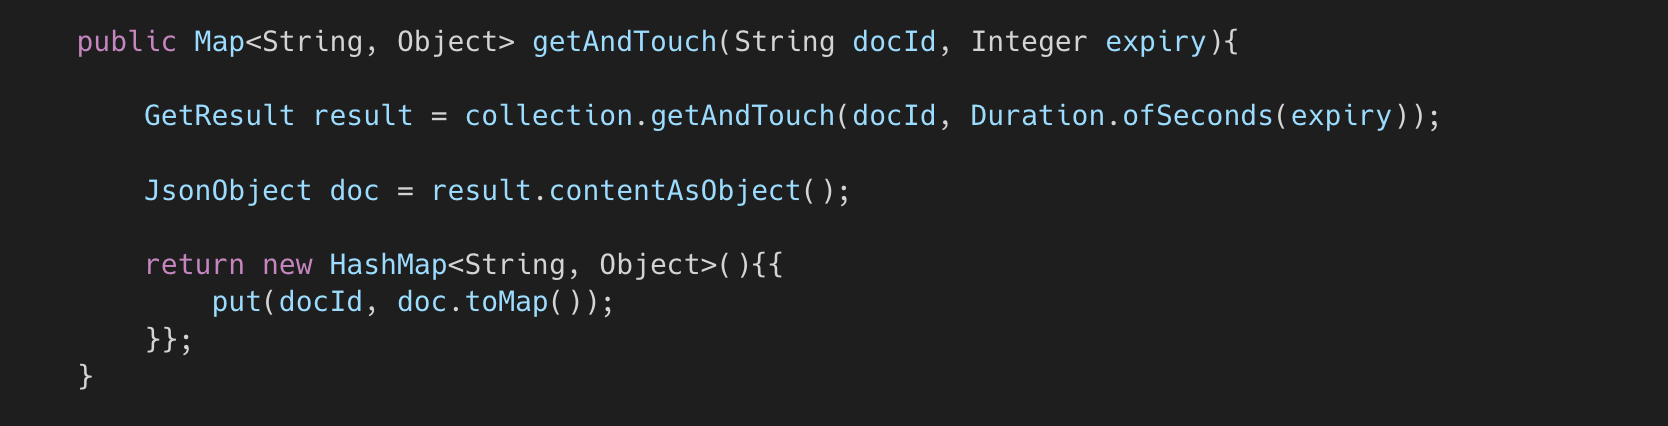 public Map<String, Object> getAndTouch(String docId, Integer expiry){
GetResult result = collection.getAndTouch(docId, Duration.ofSeconds(expiry));
JsonObject doc = result.contentAsObject();
return new HashMap<String, Object>(){{
put(docId, doc.toMap());
}};
}